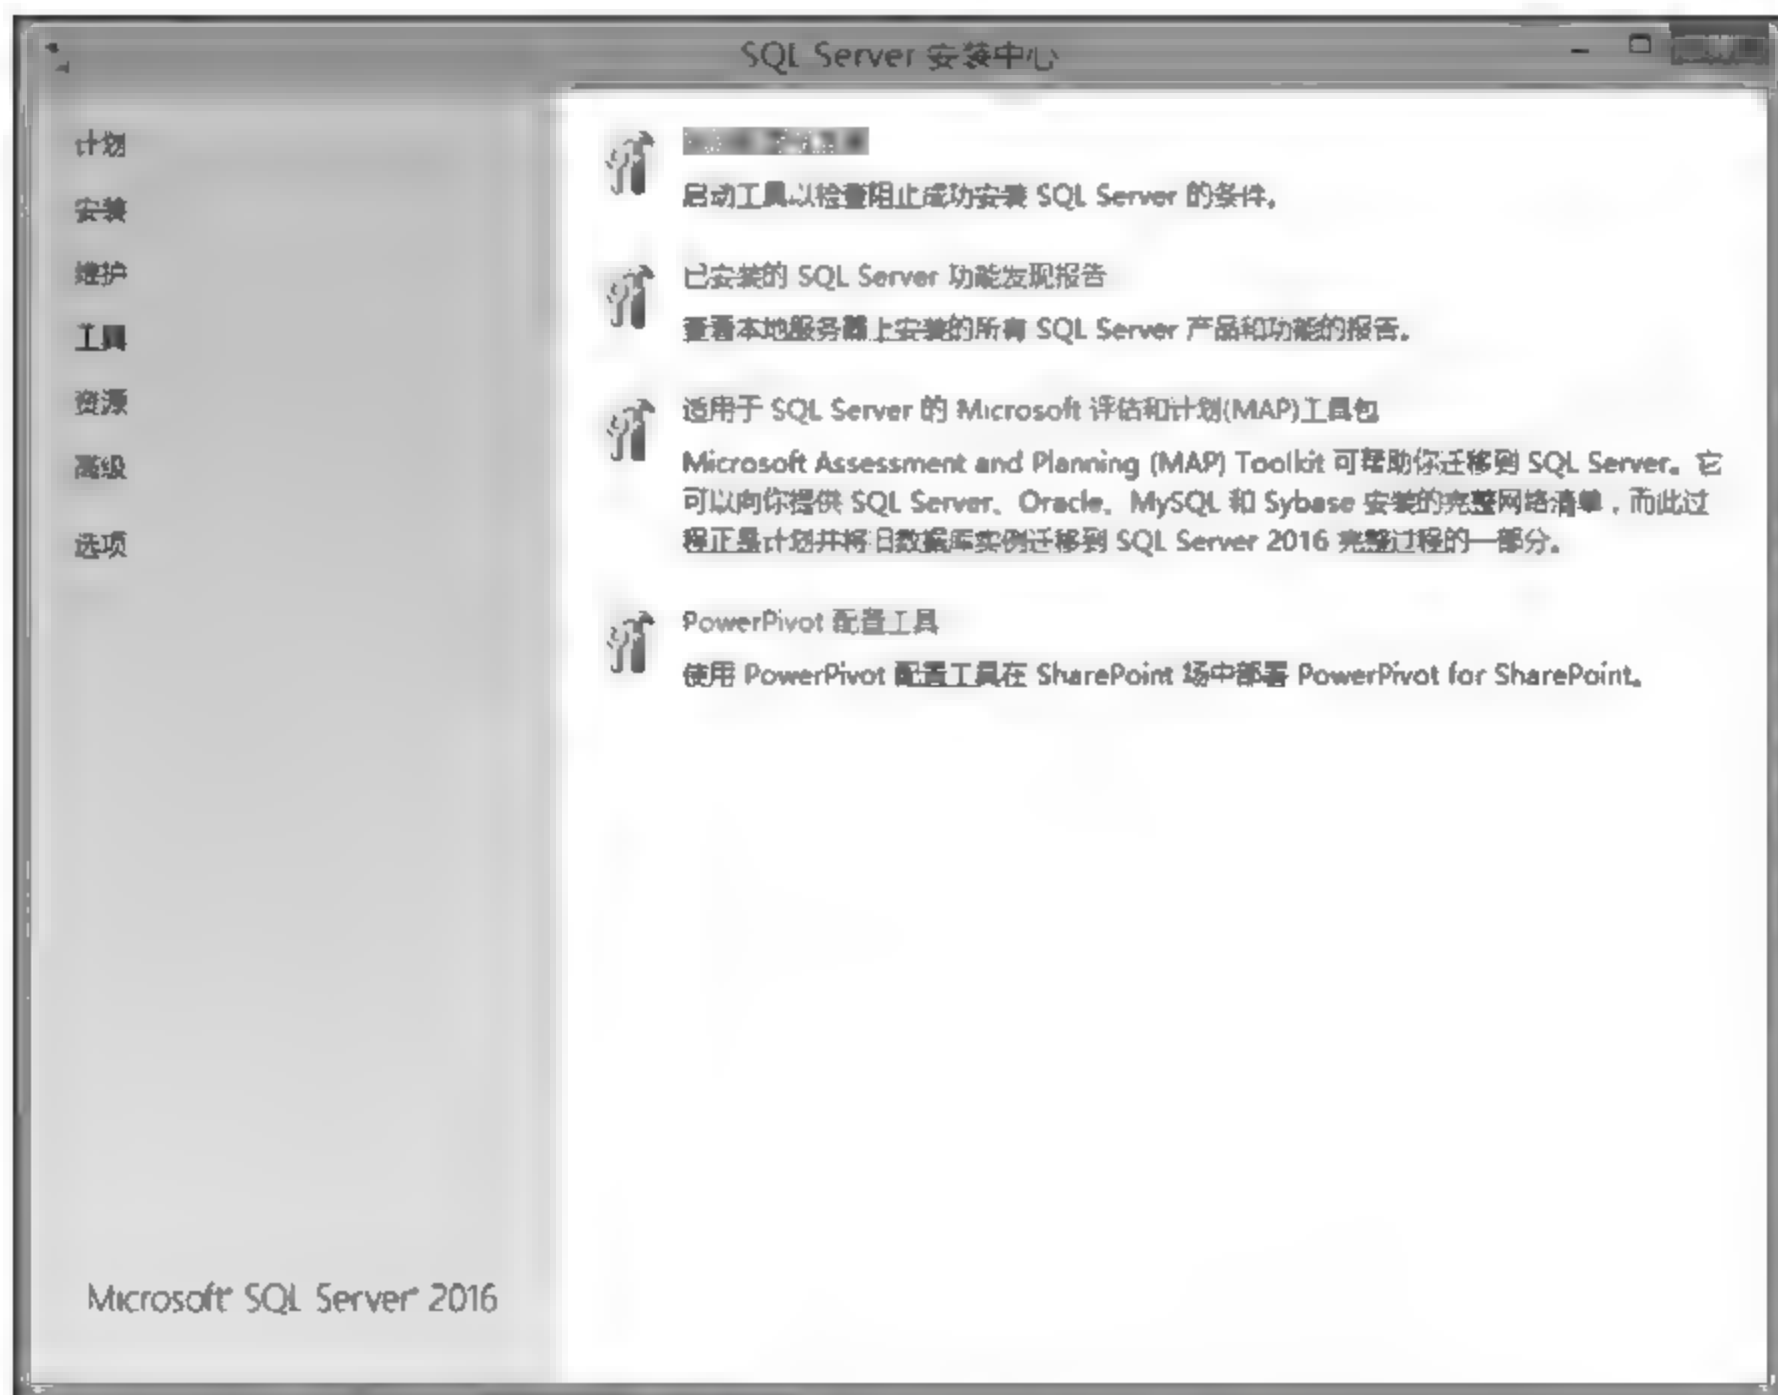 SQL Server 安装中心
计划
安装
维护
工具
资源
高级
选项
启动工具以检查阻止成功安装 SQL Server 的条件。
已安装的 SQL Server 功能发现报告
查看本地服务器上安装的所有 SQL Server 产品和功能的报告。
适用于 SQL Server 的 Microsoft 评估和计划(MAP)工具包
Microsoft Assessment and Planning (MAP) Toolkit 可帮助你迁移到 SQL Server。它
可以向你提供 SQL Server、Oracle、MySQL 和 Sybase 安装的完整网络清单，而此过
程正是计划并将旧数据库实例迁移到 SQL Server 2016 完整过程的一部分。
PowerPivot 配置工具
使用 PowerPivot 配置工具在 SharePoint 场中部署 PowerPivot for SharePoint。
Microsoft® SQL Server® 2016